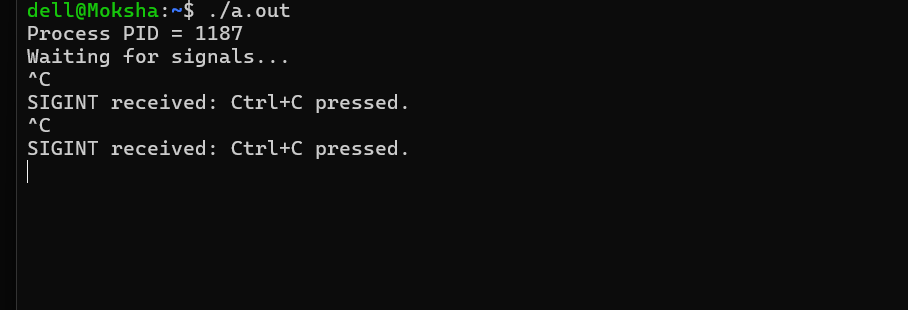 dell@Moksha:~$ ./a.out
Process PID = 1187
Waiting for signals...
^C
SIGINT received: Ctrl+C pressed.
^C
SIGINT received: Ctrl+C pressed.